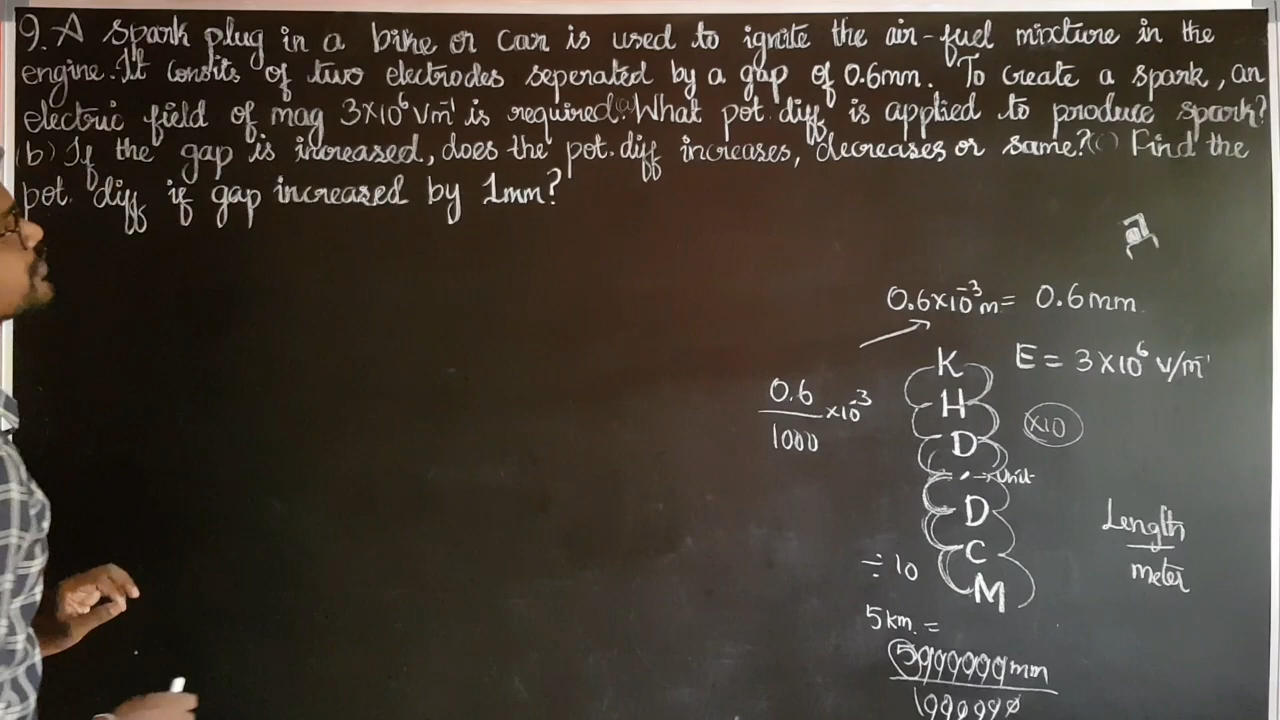 9. A spark plug in a bike or car is used to ignite the air-fuel mixture in the
engine. It consits of two electrodes seperated by a gap of 0.6mm. To create a spark, an
electric field of mag 3×10⁶ Vm⁻¹ is required. (a) What pot. diff is applied to produce spark?
(b) If the gap is increased, does the pot. diff increases, decreases or same? (c) Find the
pot. diff if gap increased by 1mm?
0.6×10⁻³m = 0.6mm
K
E = 3×10⁶ V/m⁻¹
0.6/1000 ×10⁻³
H
×10
D
. → Unit
D
Length/meter
C
÷10
M
5km. =